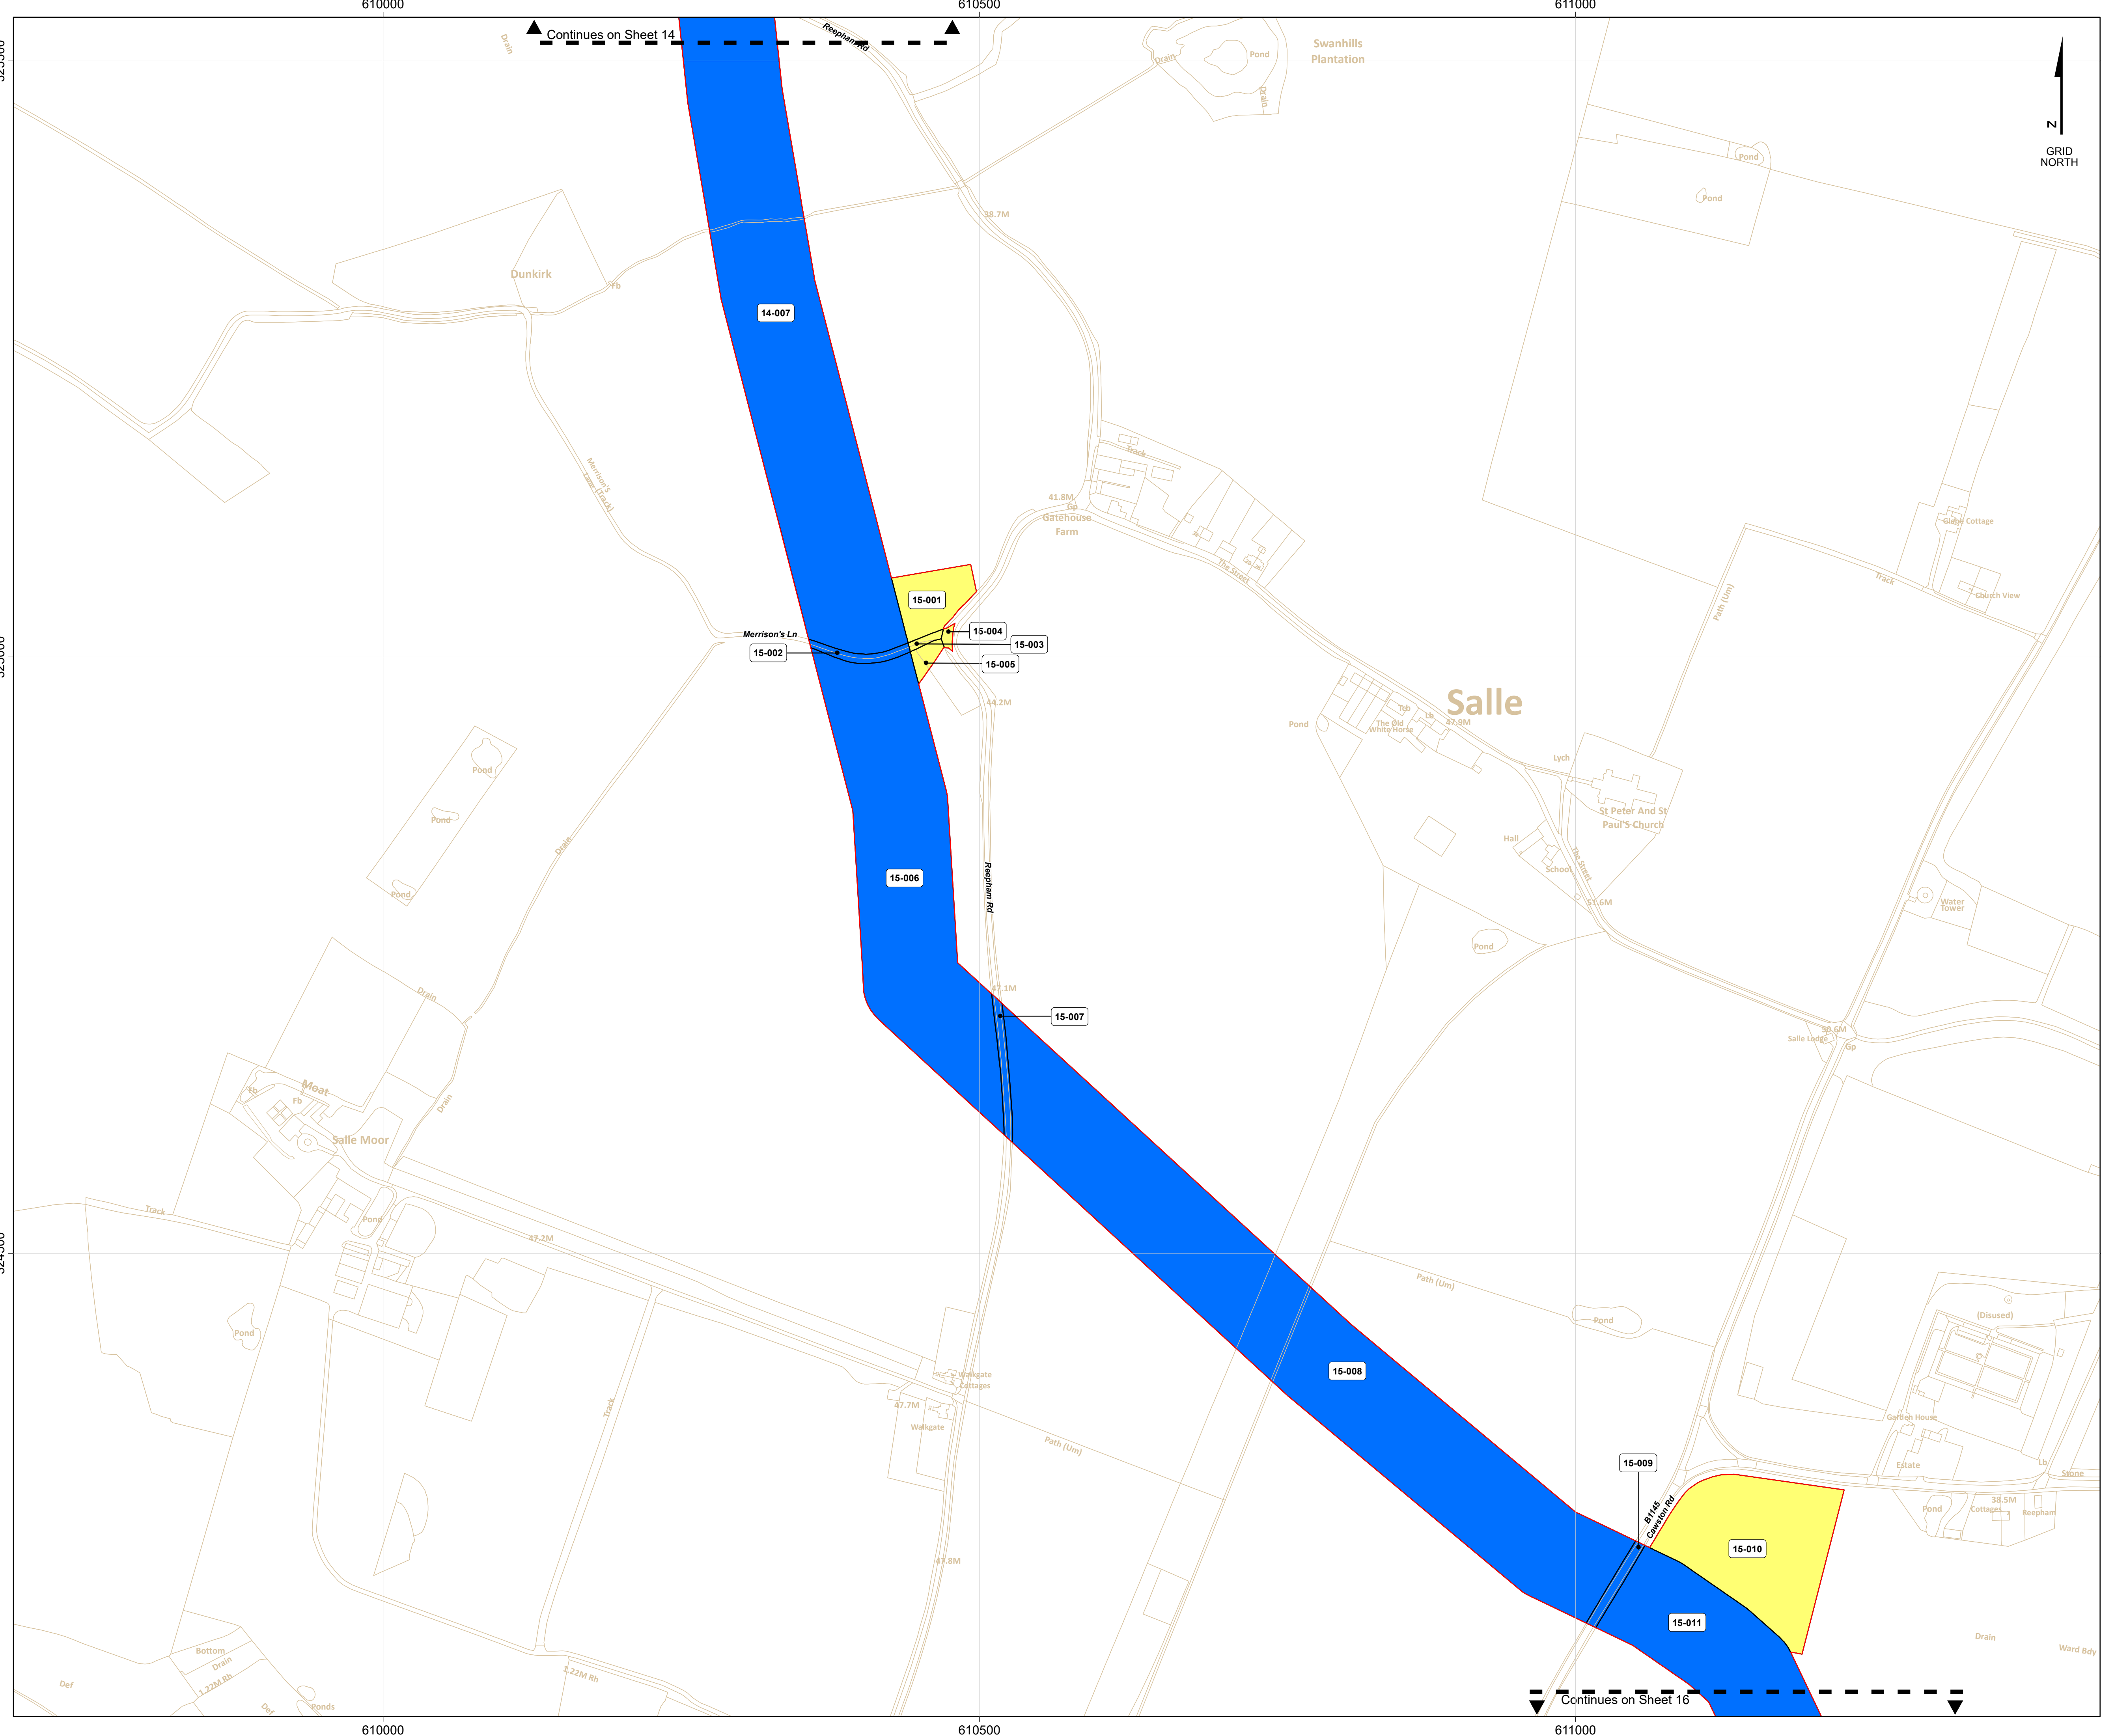 610000
610500
611000
Continues on Sheet 14
Reepham Rd
Drain
Drain
Pond
Drain
Swanhills
Plantation
GRID
NORTH
N
Pond
Pond
38.7M
Dunkirk
Fb
14-007
Merrison's
Lane (Track)
Track
41.8M
Gp
Gatehouse
Farm
The Street
Glebe Cottage
Track
Church View
Path (Um)
15-001
15-004
15-003
15-005
Merrison's Ln
15-002
44.2M
Salle
Pond
Tcb
Lb
The Old
White Horse
47.9M
Lych
St Peter And St
Paul'S Church
Hall
School
The Street
51.6M
Pond
Pond
Pond
Drain
15-006
Reepham Rd
Water
Tower
Pond
47.1M
15-007
Drain
50.6M
Salle Lodge
Gp
Moat
Fb
Fb
Drain
Salle Moor
Track
Pond
47.2M
Pond
Path (Um)
Pond
(Disused)
15-008
Walkgate
Cottages
47.7M
Walkgate
Track
Path (Um)
Garden House
Estate
Lb
Stone
15-009
B1145
Cawston Rd
38.5M
Pond
Cottages
Reepham
15-010
47.8M
15-011
Drain
Ward Bdy
Bottom
Drain
1.22M Rh
1.22M Rh
Def
Def
Ponds
Continues on Sheet 16
610000
610500
611000